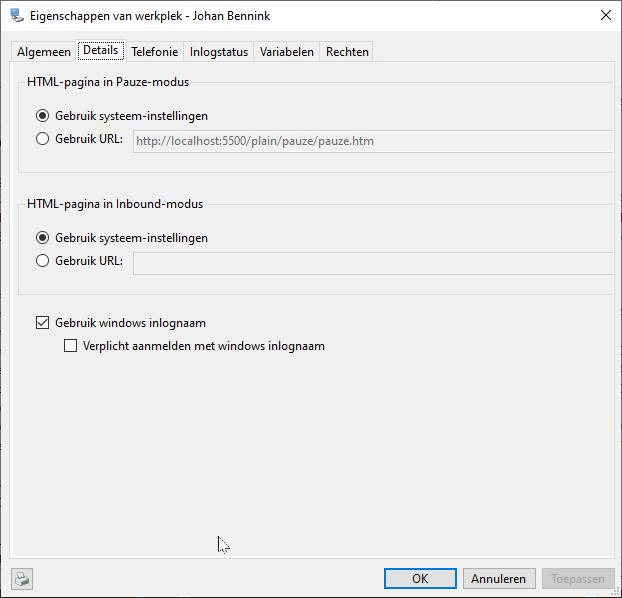 Eigenschappen van werkplek - Johan Bennink
Algemeen Details Telefonie Inlogstatus Variabelen Rechten
HTML-pagina in Pauze-modus
Gebruik systeem-instellingen
Gebruik URL: http://localhost:5500/plain/pauze/pauze.htm
HTML-pagina in Inbound-modus
Gebruik systeem-instellingen
Gebruik URL:
Gebruik windows inlognaam
Verplicht aanmelden met windows inlognaam
OK Annuleren Toepassen